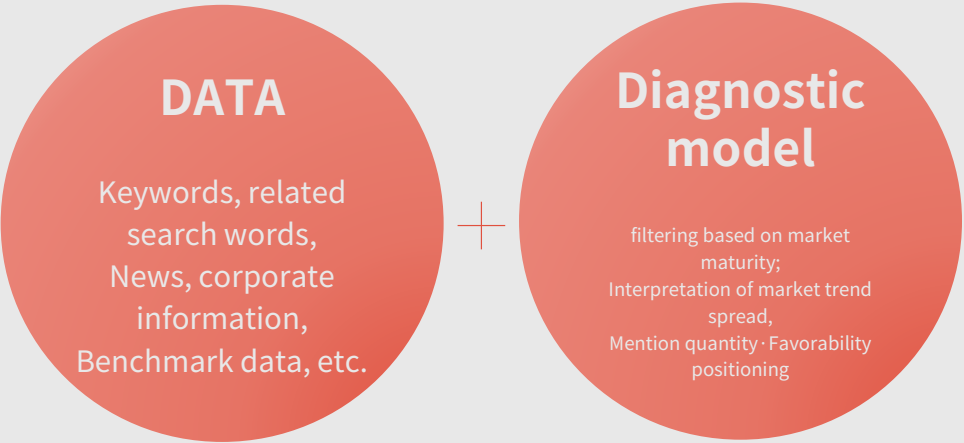 DATA
Keywords, related
search words,
News, corporate
information,
Benchmark data, etc.
Diagnostic
model
filtering based on market
maturity;
Interpretation of market trend
spread,
Mention quantity·Favorability
positioning